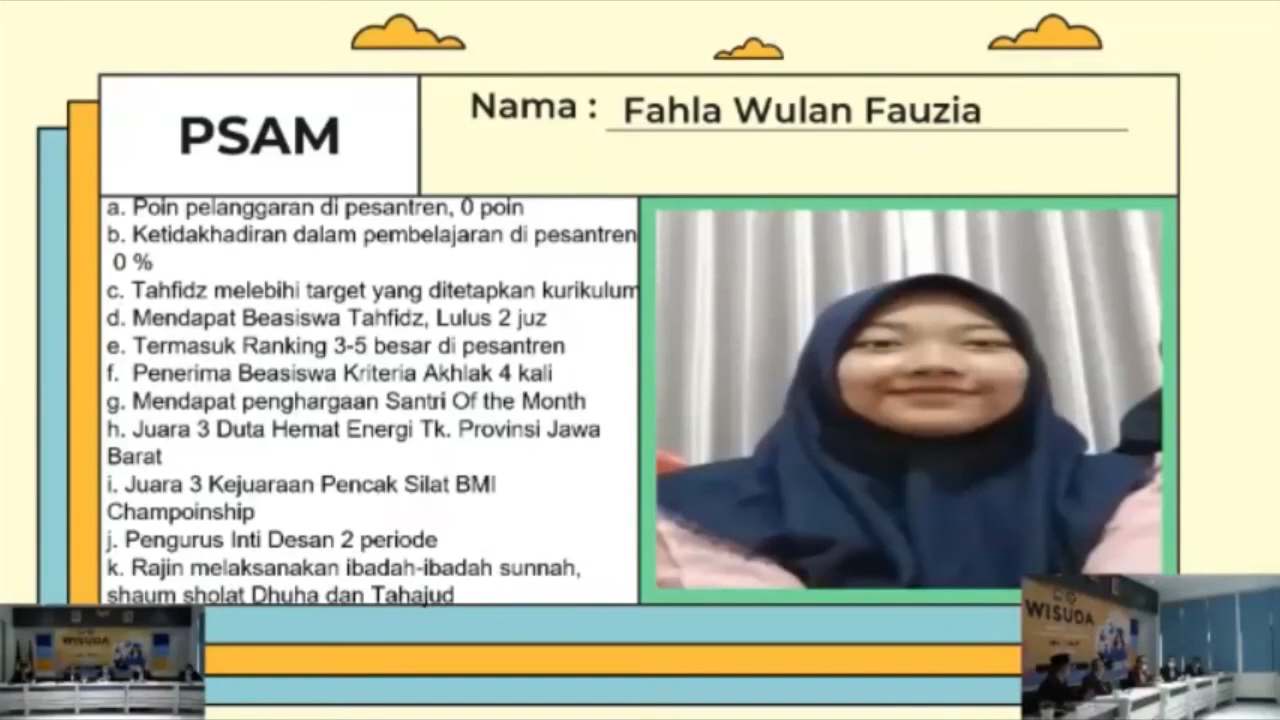 PSAM
Nama : Fahla Wulan Fauzia
a. Poin pelanggaran di pesantren, 0 poin
b. Ketidakhadiran dalam pembelajaran di pesantren
0 %
c. Tahfidz melebihi target yang ditetapkan kurikulum
d. Mendapat Beasiswa Tahfidz, Lulus 2 juz
e. Termasuk Ranking 3-5 besar di pesantren
f. Penerima Beasiswa Kriteria Akhlak 4 kali
g. Mendapat penghargaan Santri Of the Month
h. Juara 3 Duta Hemat Energi Tk. Provinsi Jawa
Barat
i. Juara 3 Kejuaraan Pencak Silat BMI
Champoinship
j. Pengurus Inti Desan 2 periode
k. Rajin melaksanakan ibadah-ibadah sunnah,
shaum sholat Dhuha dan Tahajud
WISUDA
WISUDA